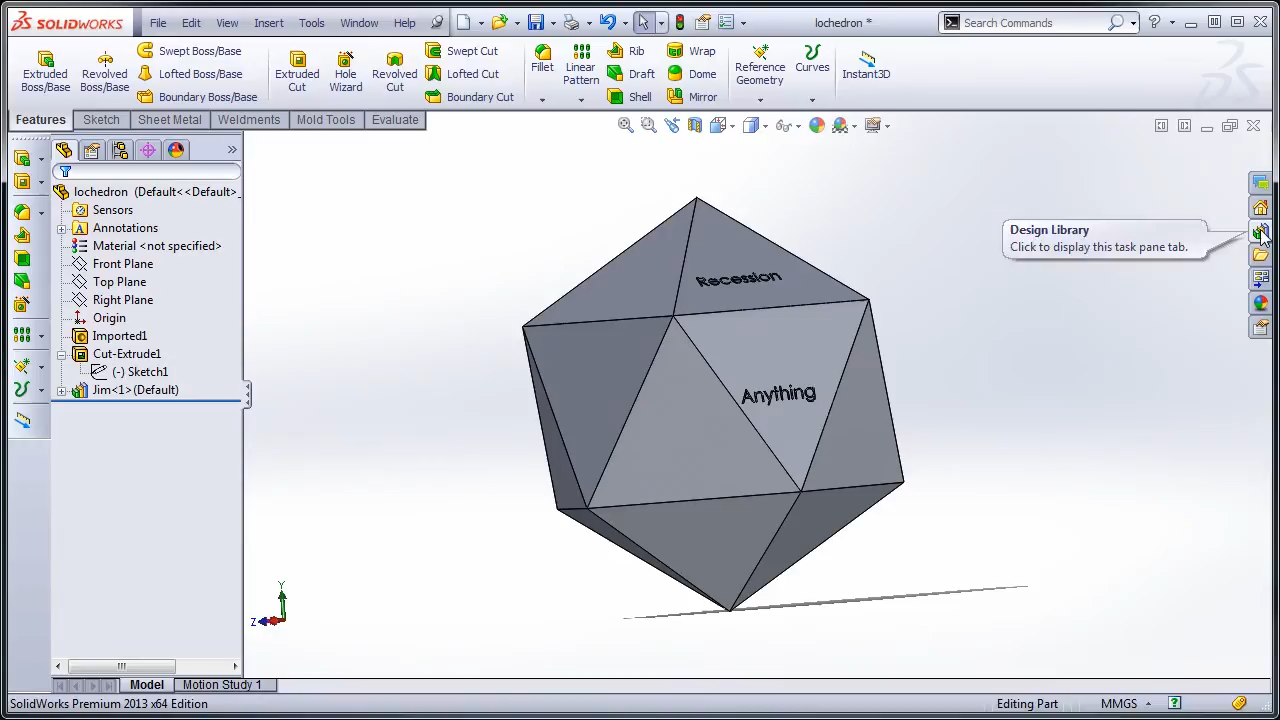 SOLIDWORKS File Edit View Insert Tools Window Help lochedron * Search Commands
Extruded Boss/Base Revolved Boss/Base Swept Boss/Base Lofted Boss/Base Boundary Boss/Base Extruded Cut Hole Wizard Revolved Cut Swept Cut Lofted Cut Boundary Cut Fillet Linear Pattern Rib Draft Shell Wrap Dome Mirror Reference Geometry Curves Instant3D
Features Sketch Sheet Metal Weldments Mold Tools Evaluate
lochedron (Default<<Default>_
Sensors
Annotations
Material <not specified>
Front Plane
Top Plane
Right Plane
Origin
Imported1
Cut-Extrude1
(-) Sketch1
Jim<1> (Default)
Design Library
Click to display this task pane tab.
Recession
Anything
Y
Z
Model Motion Study 1
SolidWorks Premium 2013 x64 Edition Editing Part MMGS